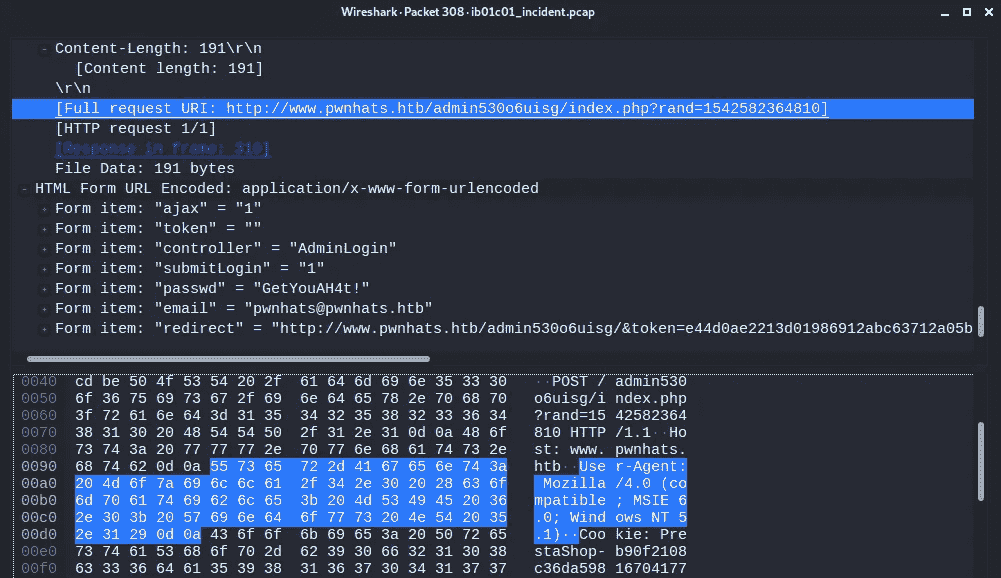 Wireshark · Packet 308 · ib01c01_incident.pcap
Content-Length: 191\r\n
[Content length: 191]
\r\n
[Full request URI: http://www.pwnhats.htb/admin530o6uisg/index.php?rand=1542582364810]
[HTTP request 1/1]
[Response in frame: 310]
File Data: 191 bytes
HTML Form URL Encoded: application/x-www-form-urlencoded
Form item: "ajax" = "1"
Form item: "token" = ""
Form item: "controller" = "AdminLogin"
Form item: "submitLogin" = "1"
Form item: "passwd" = "GetYouAH4t!"
Form item: "email" = "pwnhats@pwnhats.htb"
Form item: "redirect" = "http://www.pwnhats.htb/admin530o6uisg/&token=e44d0ae2213d01986912abc63712a05b
0040 cd be 50 4f 53 54 20 2f 61 64 6d 69 6e 35 33 30 ··POST / admin530
0050 6f 36 75 69 73 67 2f 69 6e 64 65 78 2e 70 68 70 o6uisg/i ndex.php
0060 3f 72 61 6e 64 3d 31 35 34 32 35 38 32 33 36 34 ?rand=15 42582364
0070 38 31 30 20 48 54 54 50 2f 31 2e 31 0d 0a 48 6f 810 HTTP /1.1··Ho
0080 73 74 3a 20 77 77 77 2e 70 77 6e 68 61 74 73 2e st: www. pwnhats.
0090 68 74 62 0d 0a 55 73 65 72 2d 41 67 65 6e 74 3a htb··Use r-Agent:
00a0 20 4d 6f 7a 69 6c 6c 61 2f 34 2e 30 20 28 63 6f Mozilla /4.0 (co
00b0 6d 70 61 74 69 62 6c 65 3b 20 4d 53 49 45 20 36 mpatible ; MSIE 6
00c0 2e 30 3b 20 57 69 6e 64 6f 77 73 20 4e 54 20 35 .0; Wind ows NT 5
00d0 2e 31 29 0d 0a 43 6f 6f 6b 69 65 3a 20 50 72 65 .1)··Coo kie: Pre
00e0 73 74 61 53 68 6f 70 2d 62 39 30 66 32 31 30 38 staShop- b90f2108
00f0 63 33 36 64 61 35 39 38 31 36 37 30 34 31 37 37 c36da598 16704177